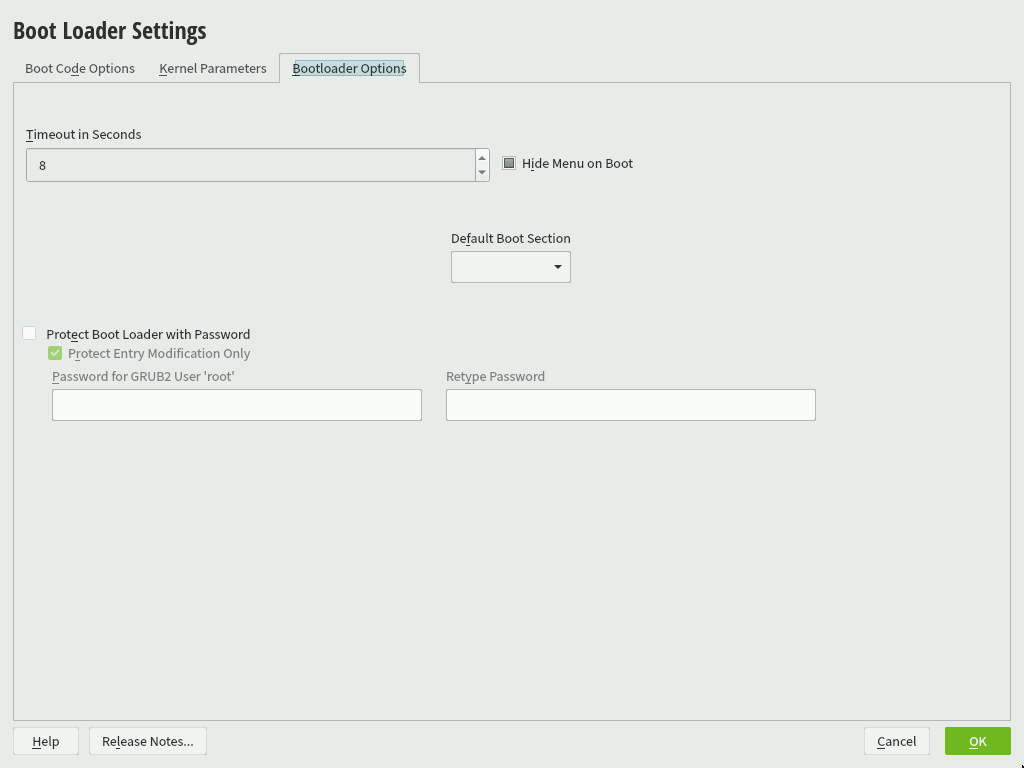 Boot Loader Settings
Boot Code Options Kernel Parameters Bootloader Options
Timeout in Seconds
8 Hide Menu on Boot
Default Boot Section
Protect Boot Loader with Password
Protect Entry Modification Only
Password for GRUB2 User 'root' Retype Password
Help Release Notes... Cancel OK